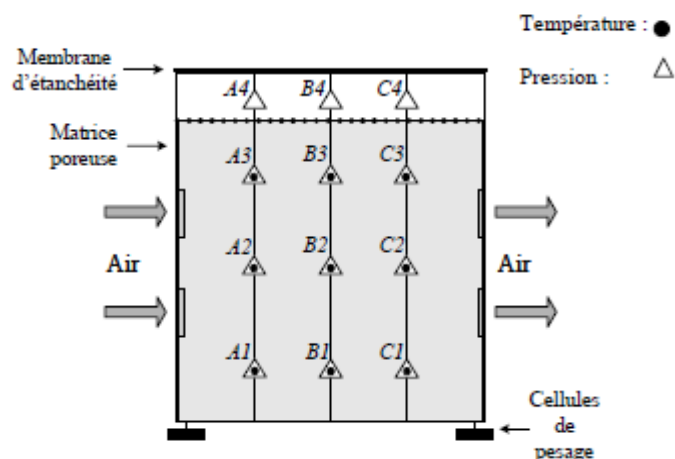 Température :
Pression :
Membrane
d'étanchéité
Matrice
poreuse
A4 B4 C4
A3 B3 C3
A2 B2 C2
A1 B1 C1
Air
Air
Cellules
de
pesage